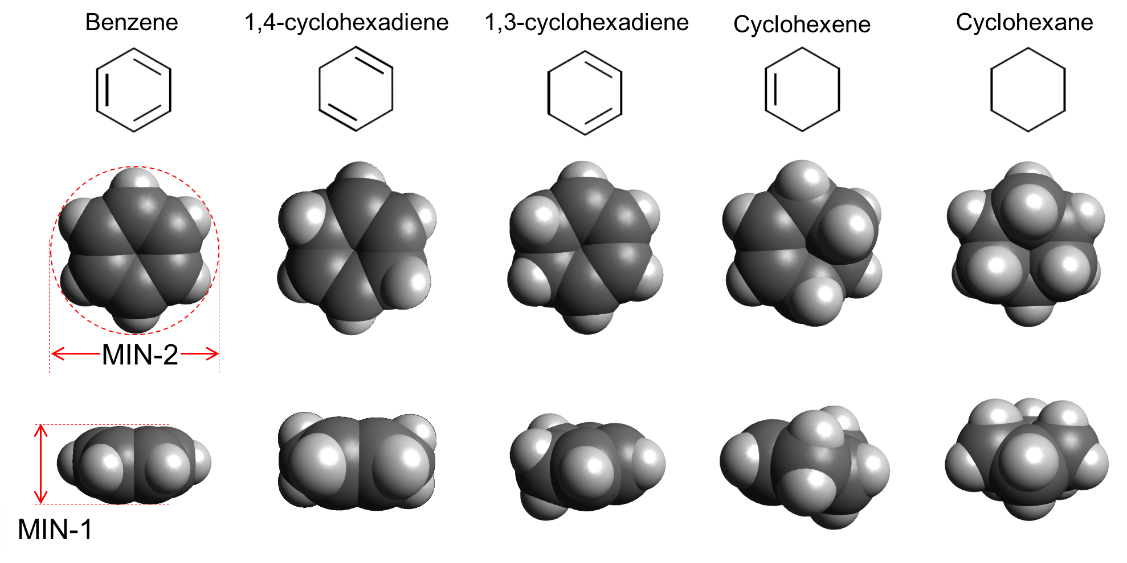 Benzene
1,4-cyclohexadiene
1,3-cyclohexadiene
Cyclohexene
Cyclohexane
MIN-2
MIN-1